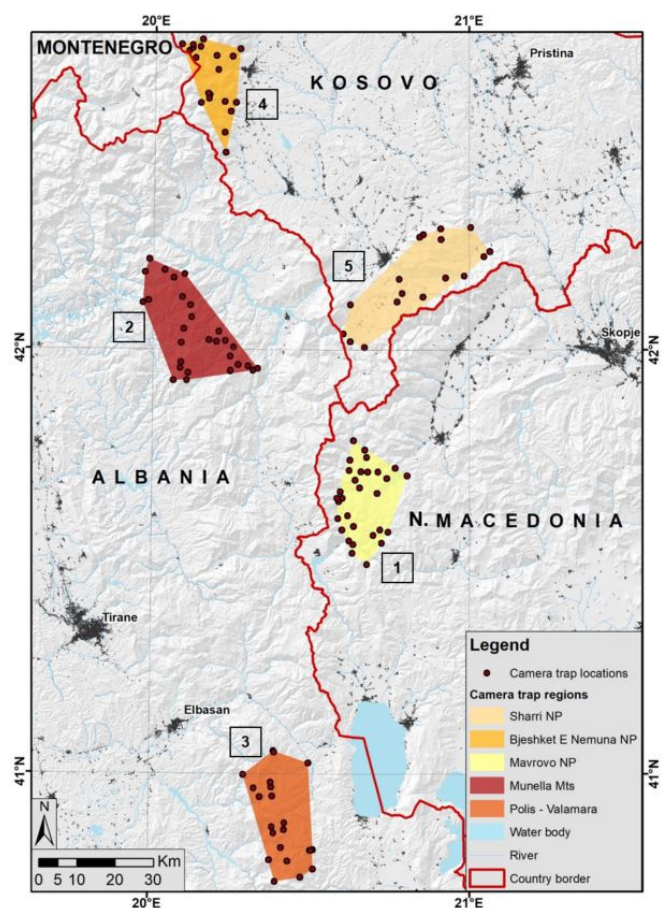 20°E 21°E
MONTENEGRO
Pristina
KOSOVO
4
5
2
42°N 42°N
Skopje
ALBANIA
N. MACEDONIA
1
Tirane
Elbasan
3
41°N 41°N
Legend
Camera trap locations
Camera trap regions
Sharri NP
Bjeshket E Nemuna NP
Mavrovo NP
Munella Mts
Polis - Valamara
Water body
River
Country border
N
Km
0 5 10 20 30
20°E 21°E